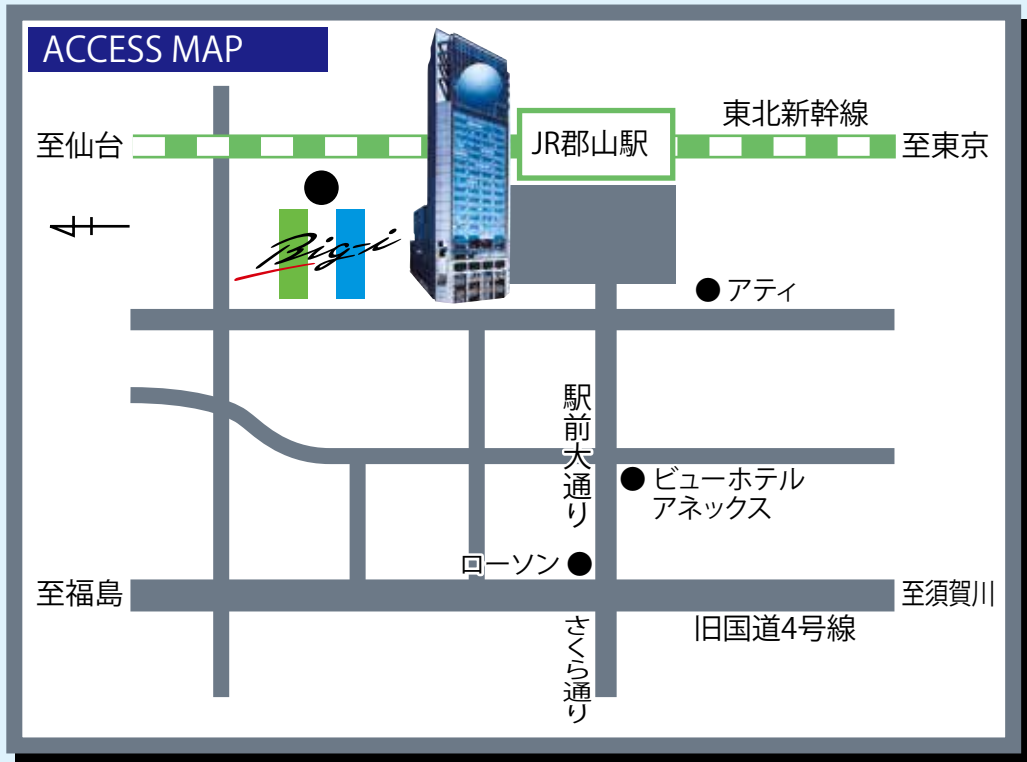 ACCESS MAP
東北新幹線
至仙台
JR郡山駅
至東京
Big-i
アティ
駅前大通り
ビューホテル
アネックス
ローソン
至福島
至須賀川
旧国道4号線
さくら通り